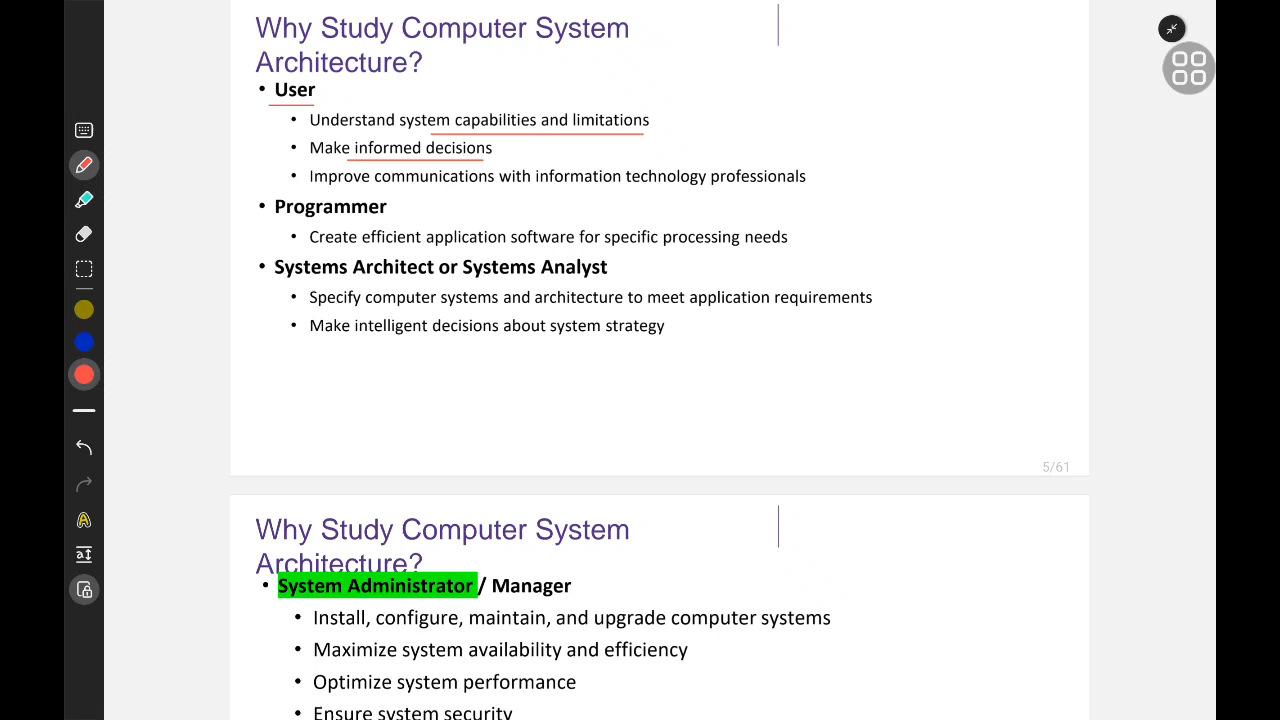 Why Study Computer System
Architecture?
• User
• Understand system capabilities and limitations
• Make informed decisions
• Improve communications with information technology professionals
• Programmer
• Create efficient application software for specific processing needs
• Systems Architect or Systems Analyst
• Specify computer systems and architecture to meet application requirements
• Make intelligent decisions about system strategy
5/61
Why Study Computer System
Architecture?
• System Administrator / Manager
• Install, configure, maintain, and upgrade computer systems
• Maximize system availability and efficiency
• Optimize system performance
• Ensure system security